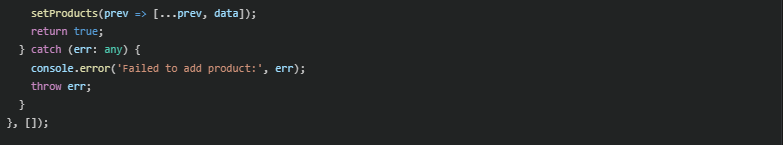 setProducts(prev => [...prev, data]);
return true;
} catch (err: any) {
console.error('Failed to add product:', err);
throw err;
}
}, []);